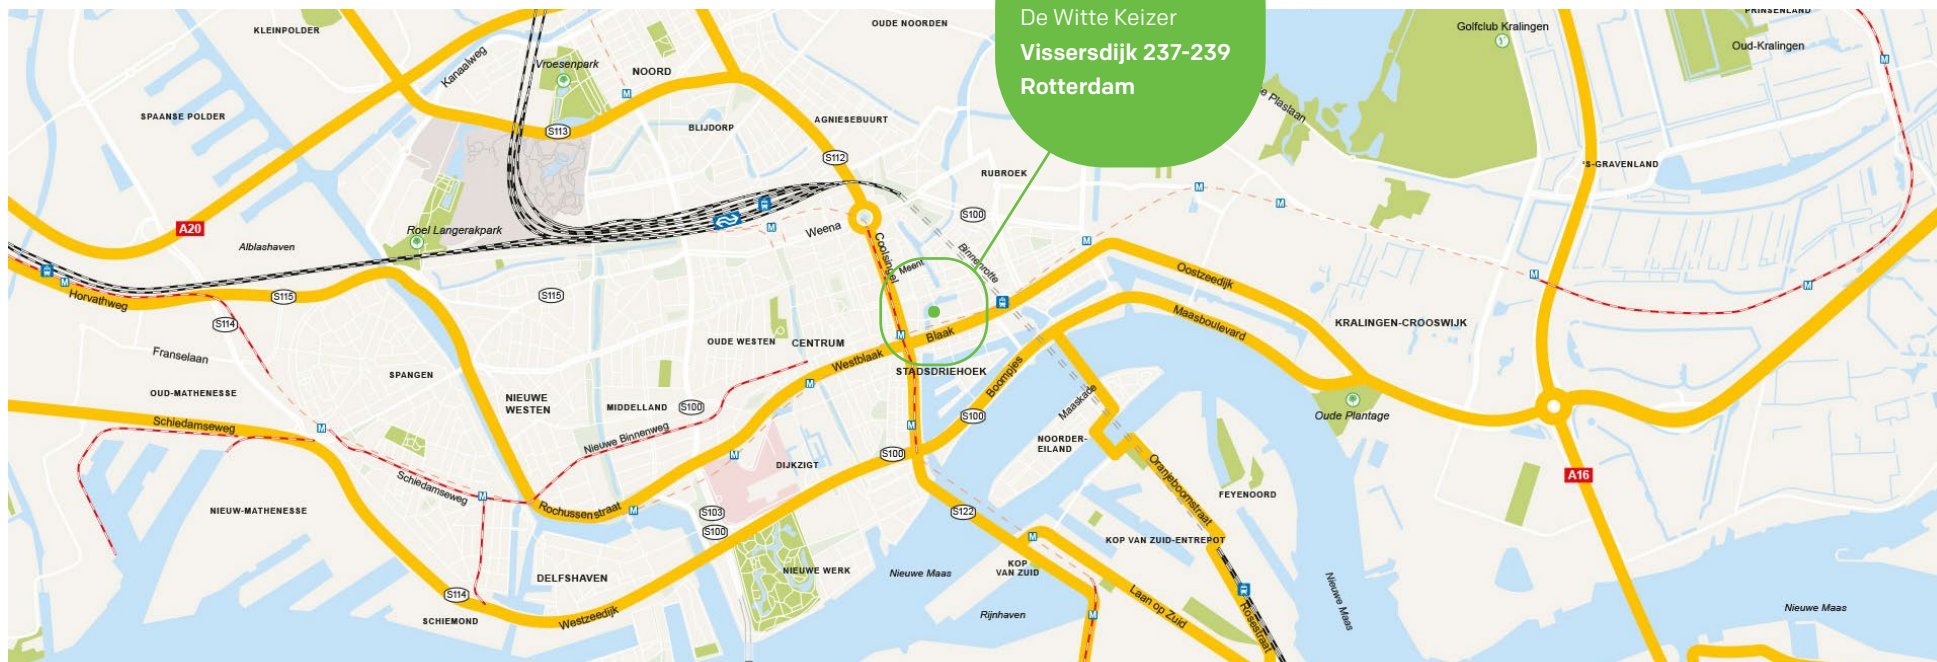 De Witte Keizer
Vissersdijk 237-239
Rotterdam
KLEINPOLDER
OUDE NOORDEN
PRINSENLAND
Golfclub Kralingen
Oud-Kralingen
Kanaalweg
Vroesenpark
NOORD
M
M
SPAANSE POLDER
S113
BLIJDORP
AGNIESEBUURT
e Plaslaan
S112
'S-GRAVENLAND
RUBROEK
M
M
A20
Roel Langerakpark
Alblashaven
Weena
M
Coolsingel
S100
Binnenrotte
M
Meent
M
M
Horvathweg
S115
S115
Oostzeedijk
M
S114
Maasboulevard
KRALINGEN-CROOSWIJK
Franselaan
OUDE WESTEN
CENTRUM
M
Blaak
Westblaak
SPANGEN
STADSDRIEHOEK
Boompjes
OUD-MATHENESSE
NIEUWE
WESTEN
MIDDELLAND
S100
M
Maaskade
S100
Oude Plantage
Schiedamseweg
M
Nieuwe Binnenweg
M
NOORDER-
EILAND
M
S100
DIJKZIGT
Oranjeboomstraat
A16
Schiedamseweg
M
FEYENOORD
NIEUW-MATHENESSE
Rochussenstraat
M
S103
S100
S122
M
KOP VAN ZUID-ENTREPOT
DELFSHAVEN
NIEUWE WERK
Nieuwe Maas
KOP
VAN ZUID
Laan op Zuid
Nieuwe Maas
S114
SCHIEMOND
Westzeedijk
Rijnhaven
M
Rosestraat
Nieuwe Maas